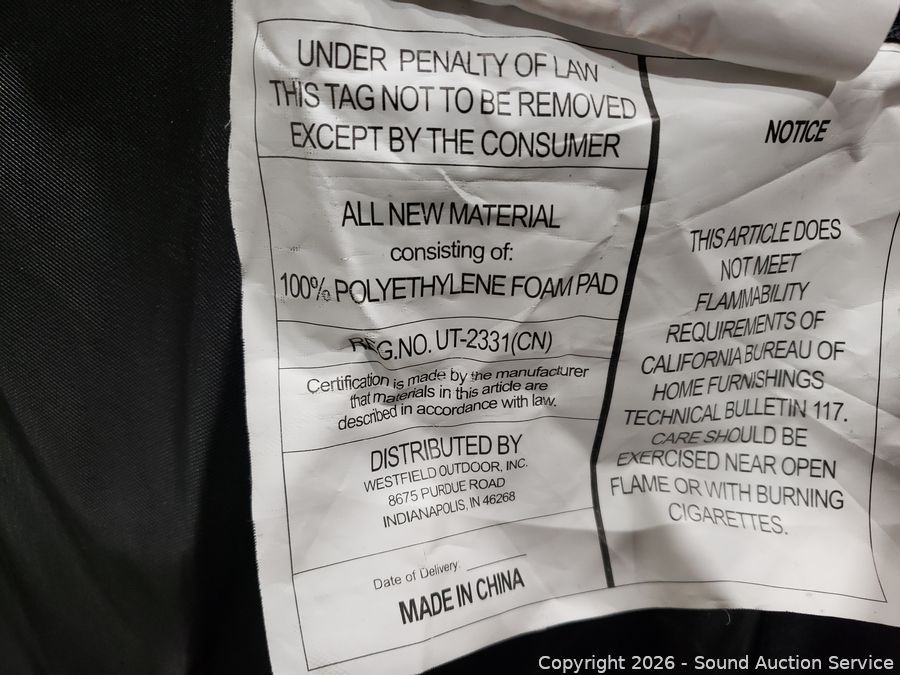 UNDER PENALTY OF LAW
THIS TAG NOT TO BE REMOVED
EXCEPT BY THE CONSUMER
ALL NEW MATERIAL
consisting of:
100% POLYETHYLENE FOAM PAD
REG.NO. UT-2331(CN)
Certification is made by the manufacturer
that materials in this article are
described in accordance with law.
DISTRIBUTED BY
WESTFIELD OUTDOOR, INC.
8675 PURDUE ROAD
INDIANAPOLIS, IN 46268
Date of Delivery: ________
MADE IN CHINA
NOTICE
THIS ARTICLE DOES
NOT MEET
FLAMMABILITY
REQUIREMENTS OF
CALIFORNIA BUREAU OF
HOME FURNISHINGS
TECHNICAL BULLETIN 117.
CARE SHOULD BE
EXERCISED NEAR OPEN
FLAME OR WITH BURNING
CIGARETTES.
Copyright 2026 - Sound Auction Service